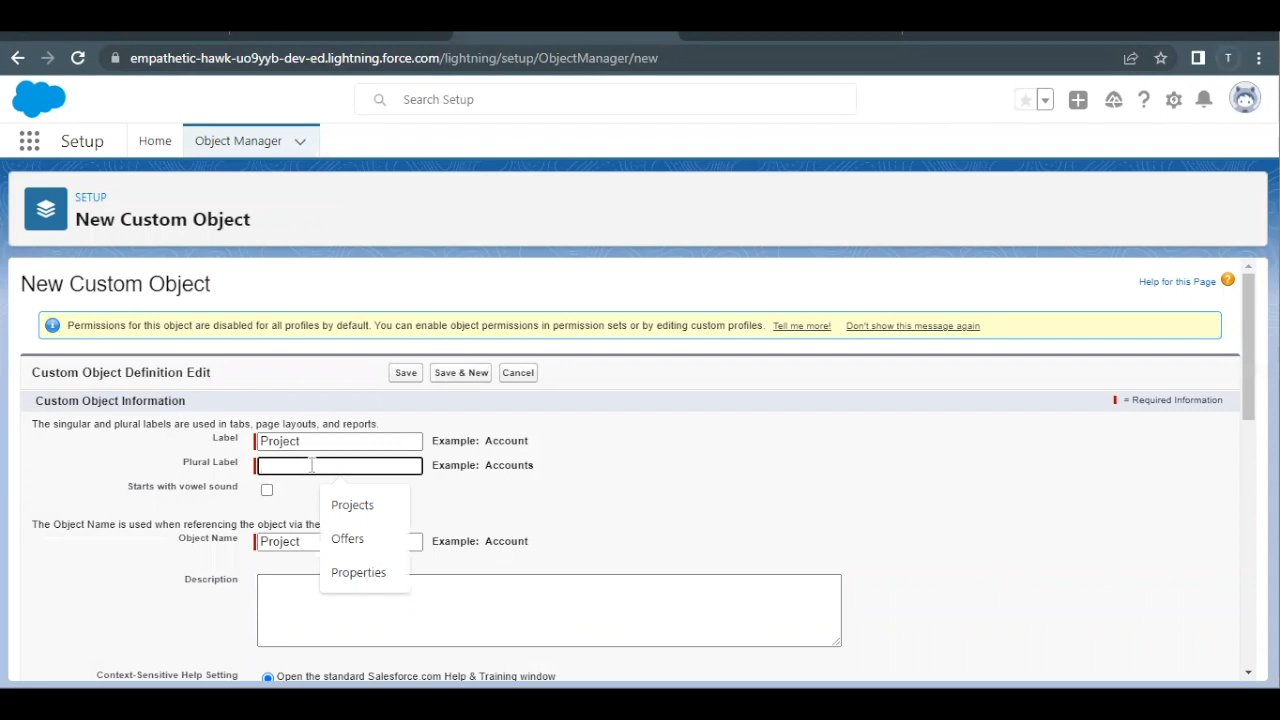 empathetic-hawk-uo9yyb-dev-ed.lightning.force.com/lightning/setup/ObjectManager/new
T
Search Setup
Setup
Home
Object Manager
SETUP
New Custom Object
New Custom Object
Help for this Page
Permissions for this object are disabled for all profiles by default. You can enable object permissions in permission sets or by editing custom profiles. Tell me more! Don't show this message again
Custom Object Definition Edit
Save
Save & New
Cancel
Custom Object Information
= Required Information
The singular and plural labels are used in tabs, page layouts, and reports.
Label
Project
Example: Account
Plural Label
Example: Accounts
Starts with vowel sound
Projects
Offers
Properties
The Object Name is used when referencing the object via the
Object Name
Project
Example: Account
Description
Context-Sensitive Help Setting
Open the standard Salesforce.com Help & Training window